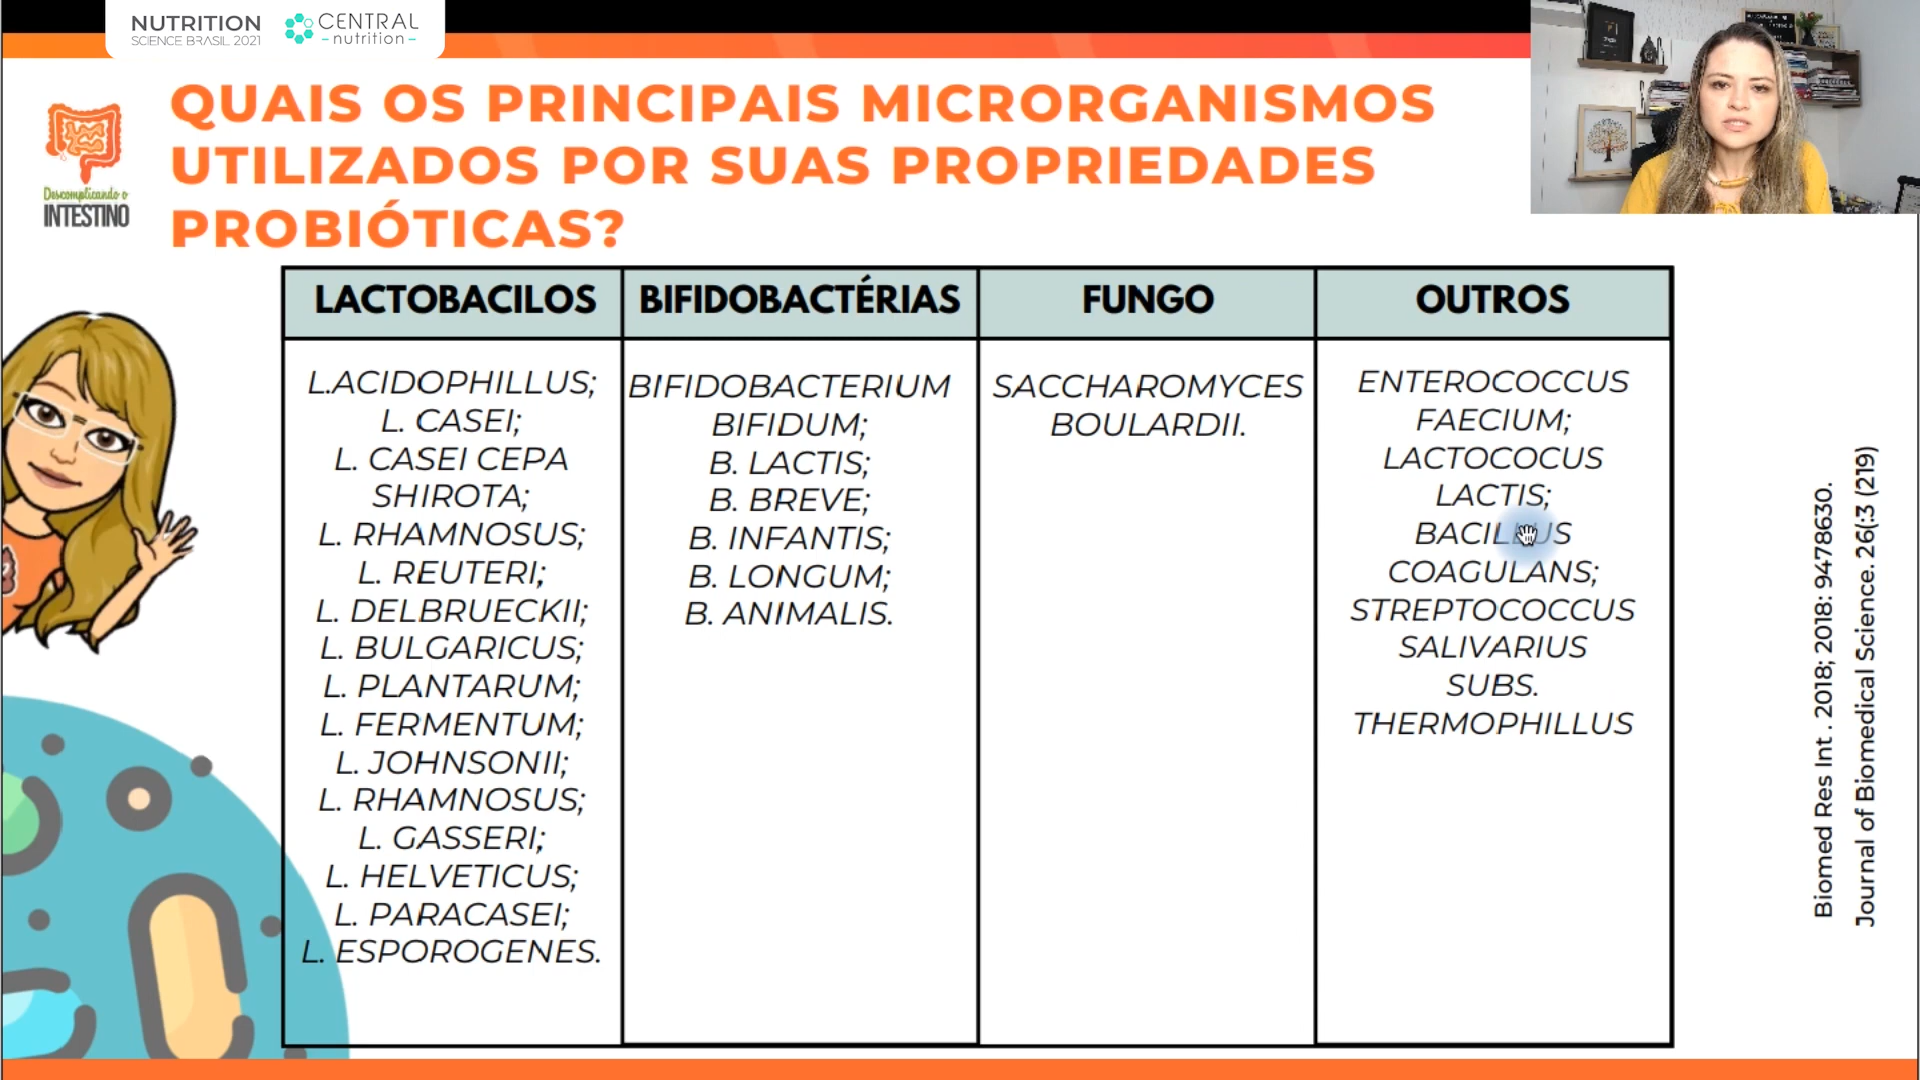 NUTRITION
SCIENCE BRASIL 2021
CENTRAL
nutrition
Descomplicando o
INTESTINO
QUAIS OS PRINCIPAIS MICRORGANISMOS
UTILIZADOS POR SUAS PROPRIEDADES
PROBIÓTICAS?
LACTOBACILOS
L.ACIDOPHILLUS;
L. CASEI;
L. CASEI CEPA
SHIROTA;
L. RHAMNOSUS;
L. REUTERI;
L. DELBRUECKII;
L. BULGARICUS;
L. PLANTARUM;
L. FERMENTUM;
L. JOHNSONII;
L. RHAMNOSUS;
L. GASSERI;
L. HELVETICUS;
L. PARACASEI;
L. ESPOROGENES.
BIFIDOBACTÉRIAS
BIFIDOBACTERIUM
BIFIDUM;
B. LACTIS;
B. BREVE;
B. INFANTIS;
B. LONGUM;
B. ANIMALIS.
FUNGO
SACCHAROMYCES
BOULARDII.
OUTROS
ENTEROCOCCUS
FAECIUM;
LACTOCOCUS
LACTIS;
BACILLUS
COAGULANS;
STREPTOCOCCUS
SALIVARIUS
SUBS.
THERMOPHILLUS
Biomed Res Int . 2018; 2018: 9478630.
Journal of Biomedical Science. 26(:3 (219)